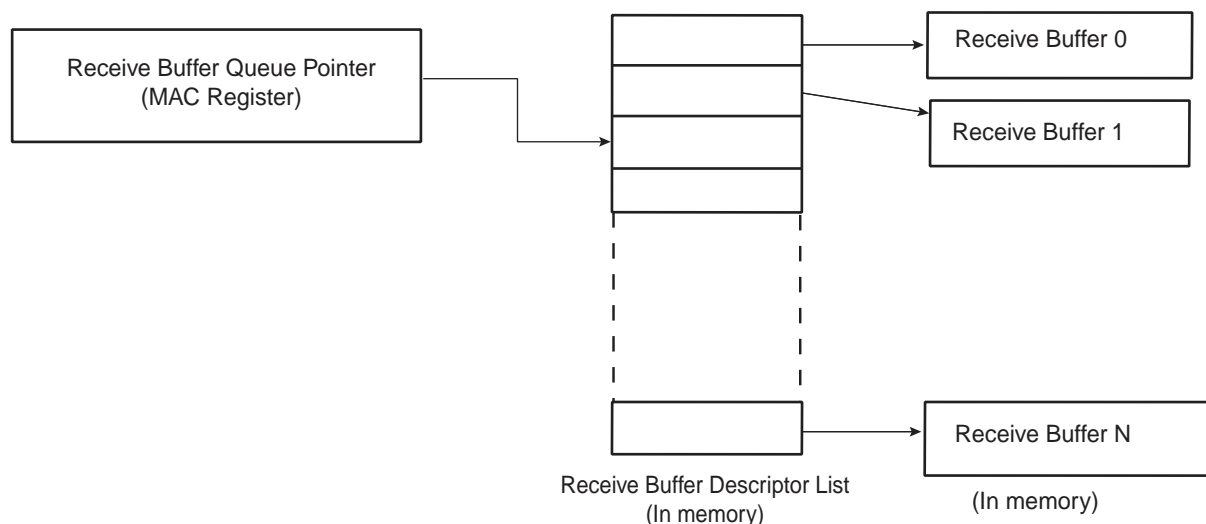 Receive Buffer Queue Pointer
(MAC Register)
Receive Buffer 0
Receive Buffer 1
Receive Buffer N
Receive Buffer Descriptor List
(In memory)
(In memory)